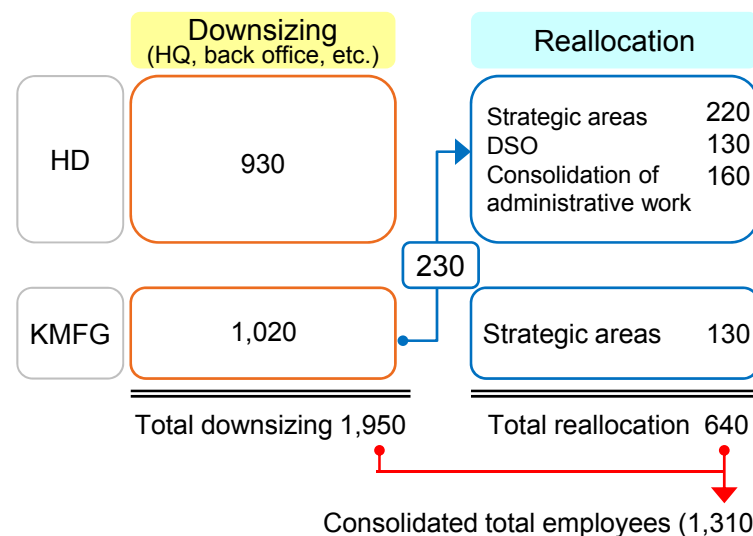 Downsizing
(HQ, back office, etc.)
Reallocation
HD
930
Strategic areas 220
DSO 130
Consolidation of 160
administrative work
230
KMFG
1,020
Strategic areas 130
Total downsizing 1,950
Total reallocation 640
Consolidated total employees (1,310